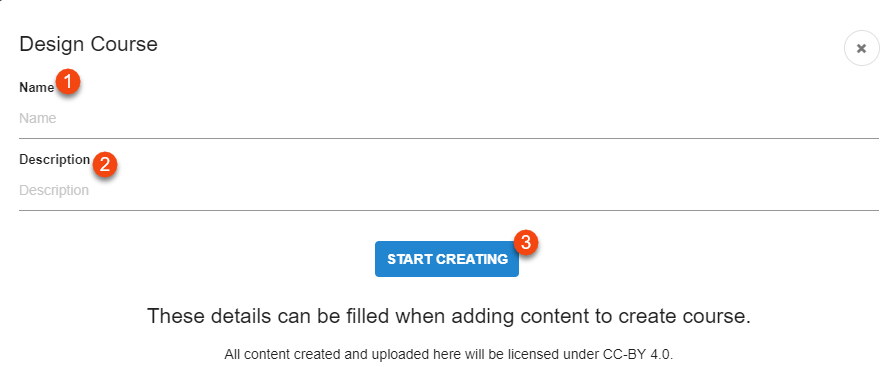 Design Course
Name 1
Name
Description 2
Description
START CREATING 3
These details can be filled when adding content to create course.
All content created and uploaded here will be licensed under CC-BY 4.0.